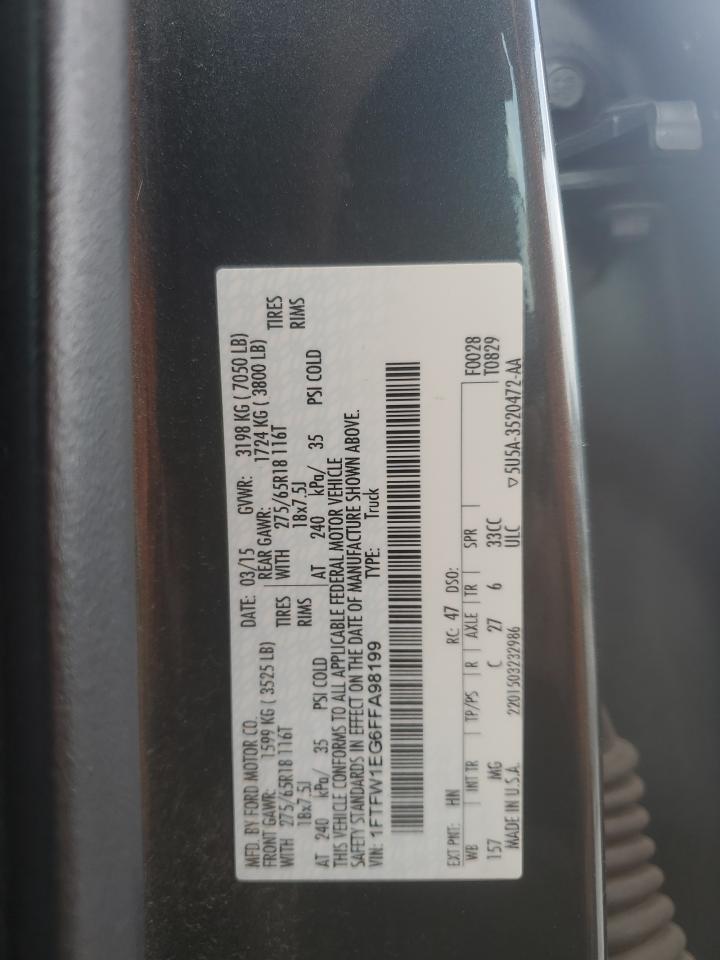 MFD. BY FORD MOTOR CO. DATE: 03/15 GVWR: 3198 KG ( 7050 LB)
FRONT GAWR: 1599 KG ( 3525 LB) REAR GAWR: 1724 KG ( 3800 LB)
WITH 275/65R18 116T TIRES WITH 275/65R18 116T TIRES
18x7.5J RIMS 18x7.5J RIMS
AT 240 kPa/ 35 PSI COLD AT 240 kPa/ 35 PSI COLD
THIS VEHICLE CONFORMS TO ALL APPLICABLE FEDERAL MOTOR VEHICLE
SAFETY STANDARDS IN EFFECT ON THE DATE OF MANUFACTURE SHOWN ABOVE.
VIN: 1FTFW1EG6FFA98199 TYPE: Truck
F0028
EXT PNT: HN RC: 47 DSO: T0829
WB INT TR TP/PS R AXLE TR SPR
157 MG C 27 6 33CC
MADE IN U.S.A. 2201503232986 ULC ▽5U5A-3520472-AA